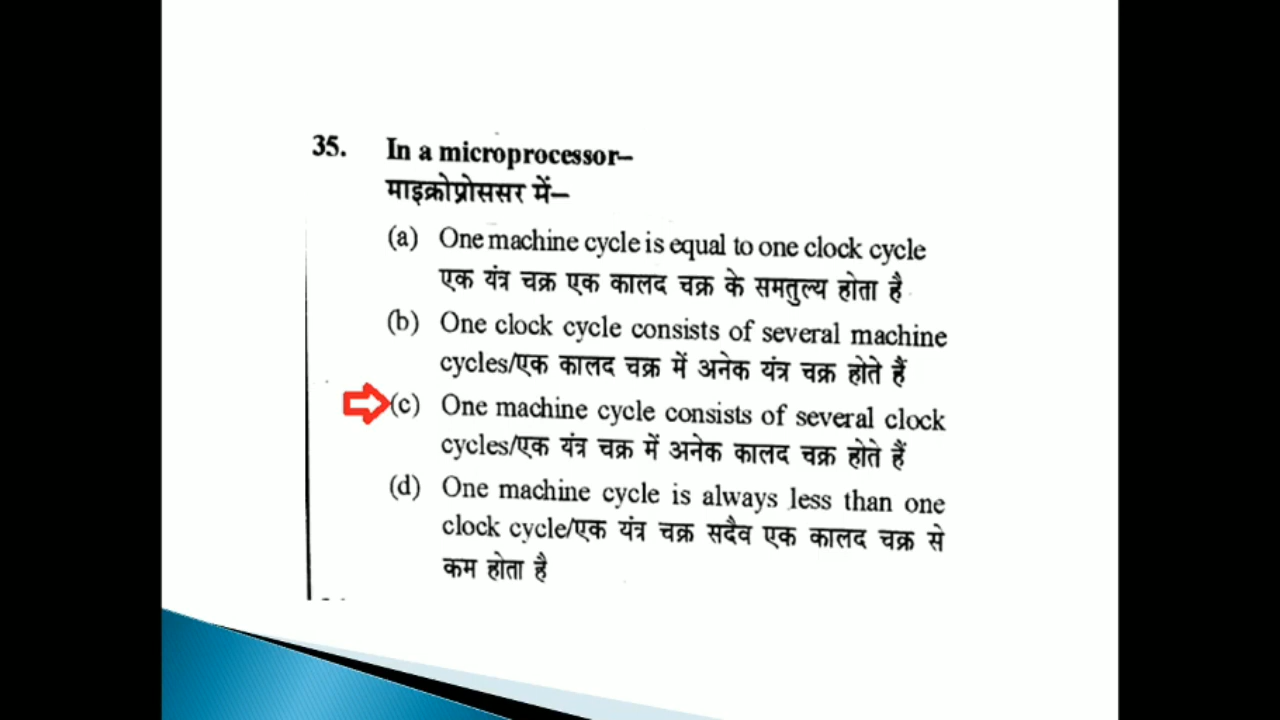 35. In a microprocessor–
माइक्रोप्रोससर में–
(a) One machine cycle is equal to one clock cycle
एक यंत्र चक्र एक कालद चक्र के समतुल्य होता है
(b) One clock cycle consists of several machine
cycles/एक कालद चक्र में अनेक यंत्र चक्र होते हैं
(c) One machine cycle consists of several clock
cycles/एक यंत्र चक्र में अनेक कालद चक्र होते हैं
(d) One machine cycle is always less than one
clock cycle/एक यंत्र चक्र सदैव एक कालद चक्र से
कम होता है